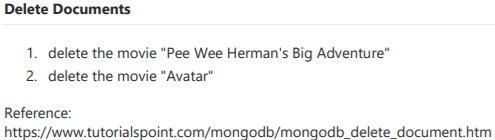 Delete Documents
1. delete the movie "Pee Wee Herman's Big Adventure"
2. delete the movie "Avatar"
Reference:
https://www.tutorialspoint.com/mongodb/mongodb_delete_document.htm